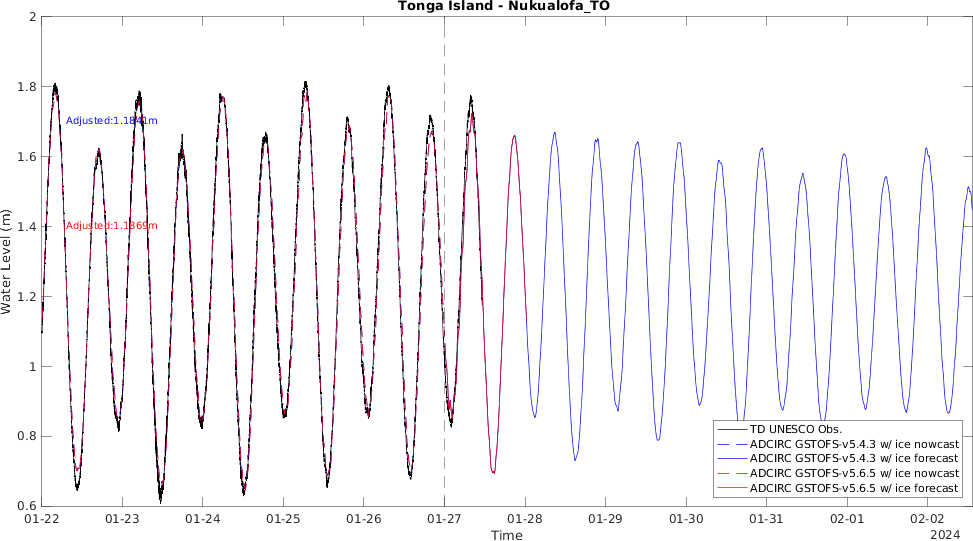 Tonga Island - Nukualofa_TO
2
1.8
1.6
1.4
1.2
1
0.8
0.6
Water Level (m)
Adjusted:1.1841m
Adjusted:1.1369m
TD UNESCO Obs.
ADCIRC GSTOFS-v5.4.3 w/ ice nowcast
ADCIRC GSTOFS-v5.4.3 w/ ice forecast
ADCIRC GSTOFS-v5.6.5 w/ ice nowcast
ADCIRC GSTOFS-v5.6.5 w/ ice forecast
01-22 01-23 01-24 01-25 01-26 01-27 01-28 01-29 01-30 01-31 02-01 02-02
Time
2024